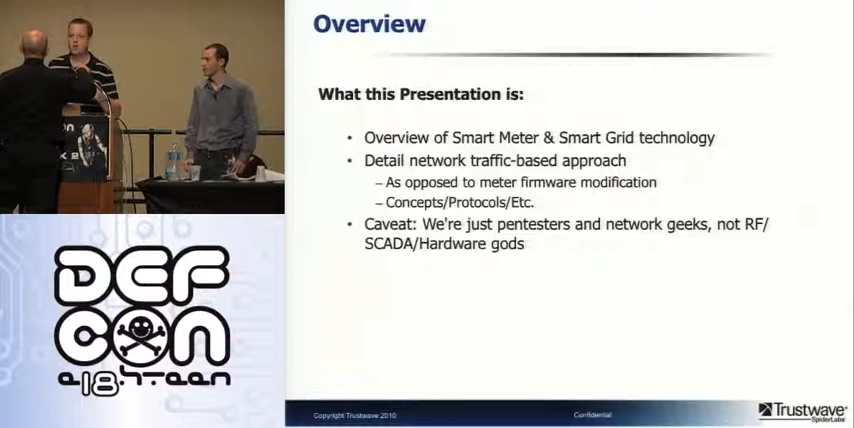 Overview
What this Presentation is:
• Overview of Smart Meter & Smart Grid technology
• Detail network traffic-based approach
– As opposed to meter firmware modification
– Concepts/Protocols/Etc.
• Caveat: We're just pentesters and network geeks, not RF/
SCADA/Hardware gods
DEF
CON
e18hteen
Copyright Trustwave 2010
Confidential
Trustwave®
SpiderLabs®